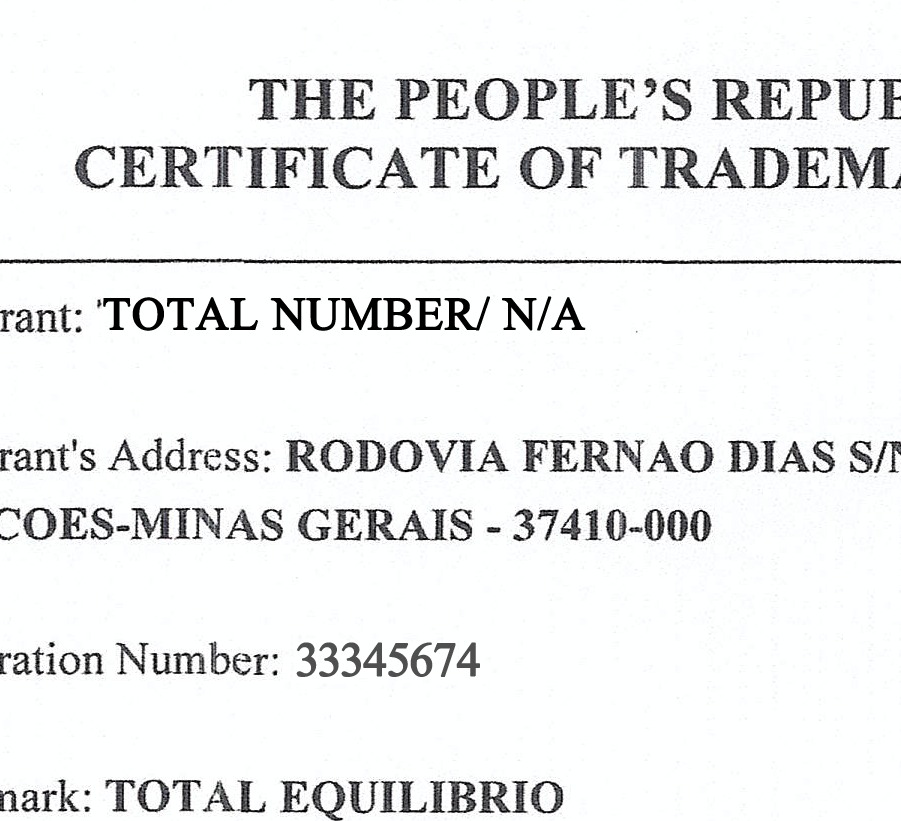 THE PEOPLE'S REPUB
CERTIFICATE OF TRADEMA
rant: 'TOTAL NUMBER/ N/A
rant's Address: RODOVIA FERNAO DIAS S/N
COES-MINAS GERAIS - 37410-000
ration Number: 33345674
mark: TOTAL EQUILIBRIO